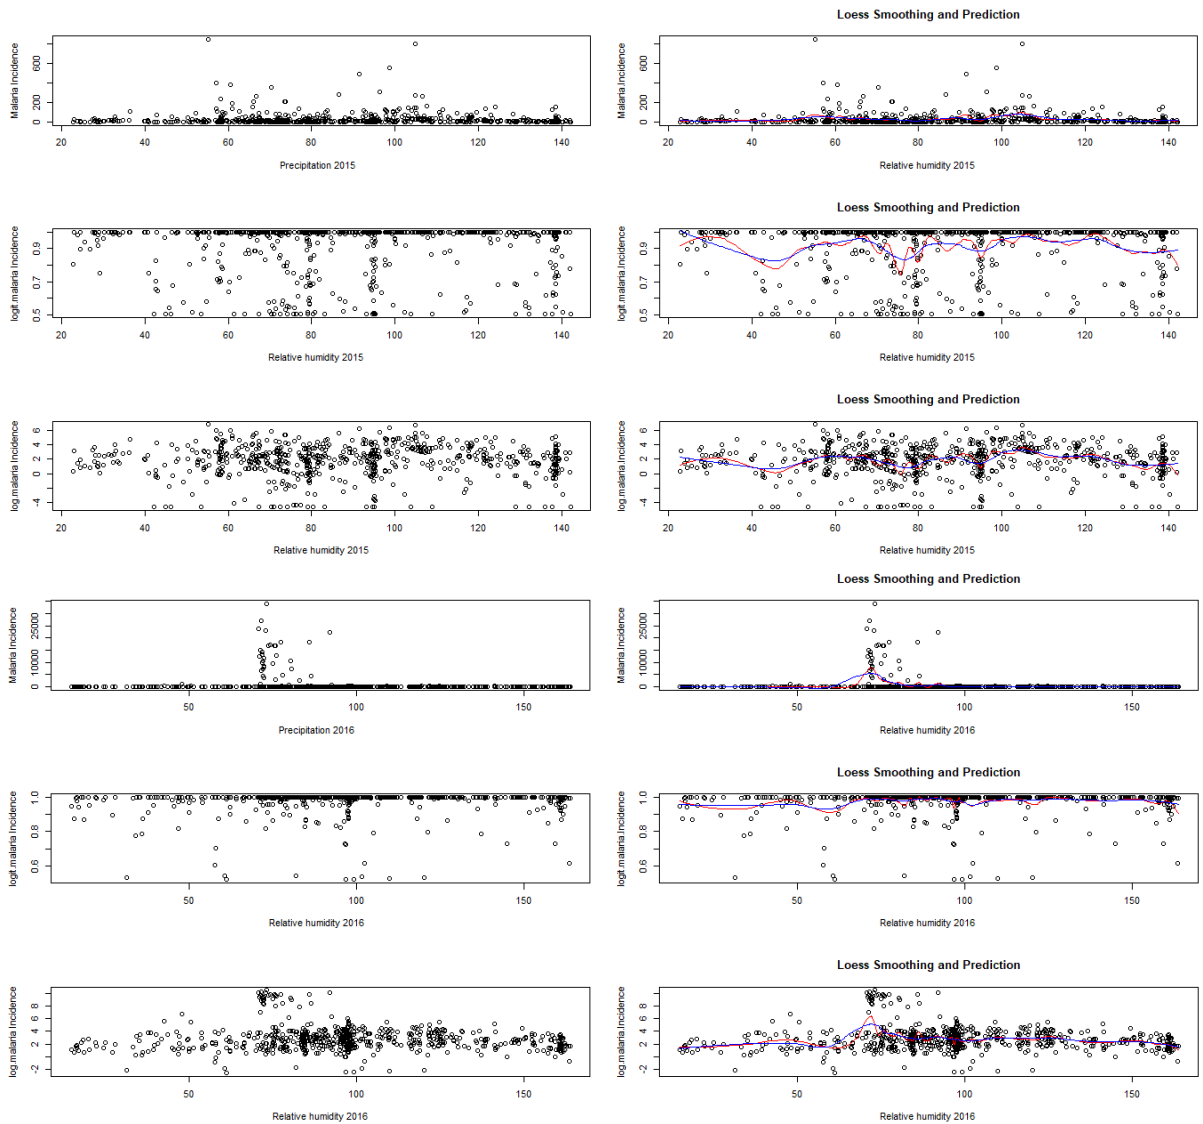 Loess Smoothing and Prediction
Malaria.Incidence
0 200 600
20 40 60 80 100 120 140
Precipitation 2015
Malaria.Incidence
0 200 600
20 40 60 80 100 120 140
Relative humidity 2015
Loess Smoothing and Prediction
logit.malaria.Incidence
0.5 0.7 0.9
20 40 60 80 100 120 140
Relative humidity 2015
logit.malaria.Incidence
0.5 0.7 0.9
20 40 60 80 100 120 140
Relative humidity 2015
Loess Smoothing and Prediction
log.malaria.Incidence
-4 0 2 4 6
20 40 60 80 100 120 140
Relative humidity 2015
log.malaria.Incidence
-4 0 2 4 6
20 40 60 80 100 120 140
Relative humidity 2015
Loess Smoothing and Prediction
Malaria.Incidence
0 10000 25000
50 100 150
Precipitation 2016
Malaria.Incidence
0 10000 25000
50 100 150
Relative humidity 2016
Loess Smoothing and Prediction
logit.malaria.Incidence
0.6 0.8 1.0
50 100 150
Relative humidity 2016
logit.malaria.Incidence
0.6 0.8 1.0
50 100 150
Relative humidity 2016
Loess Smoothing and Prediction
log.malaria.Incidence
-2 2 4 6 8
50 100 150
Relative humidity 2016
log.malaria.Incidence
-2 2 4 6 8
50 100 150
Relative humidity 2016